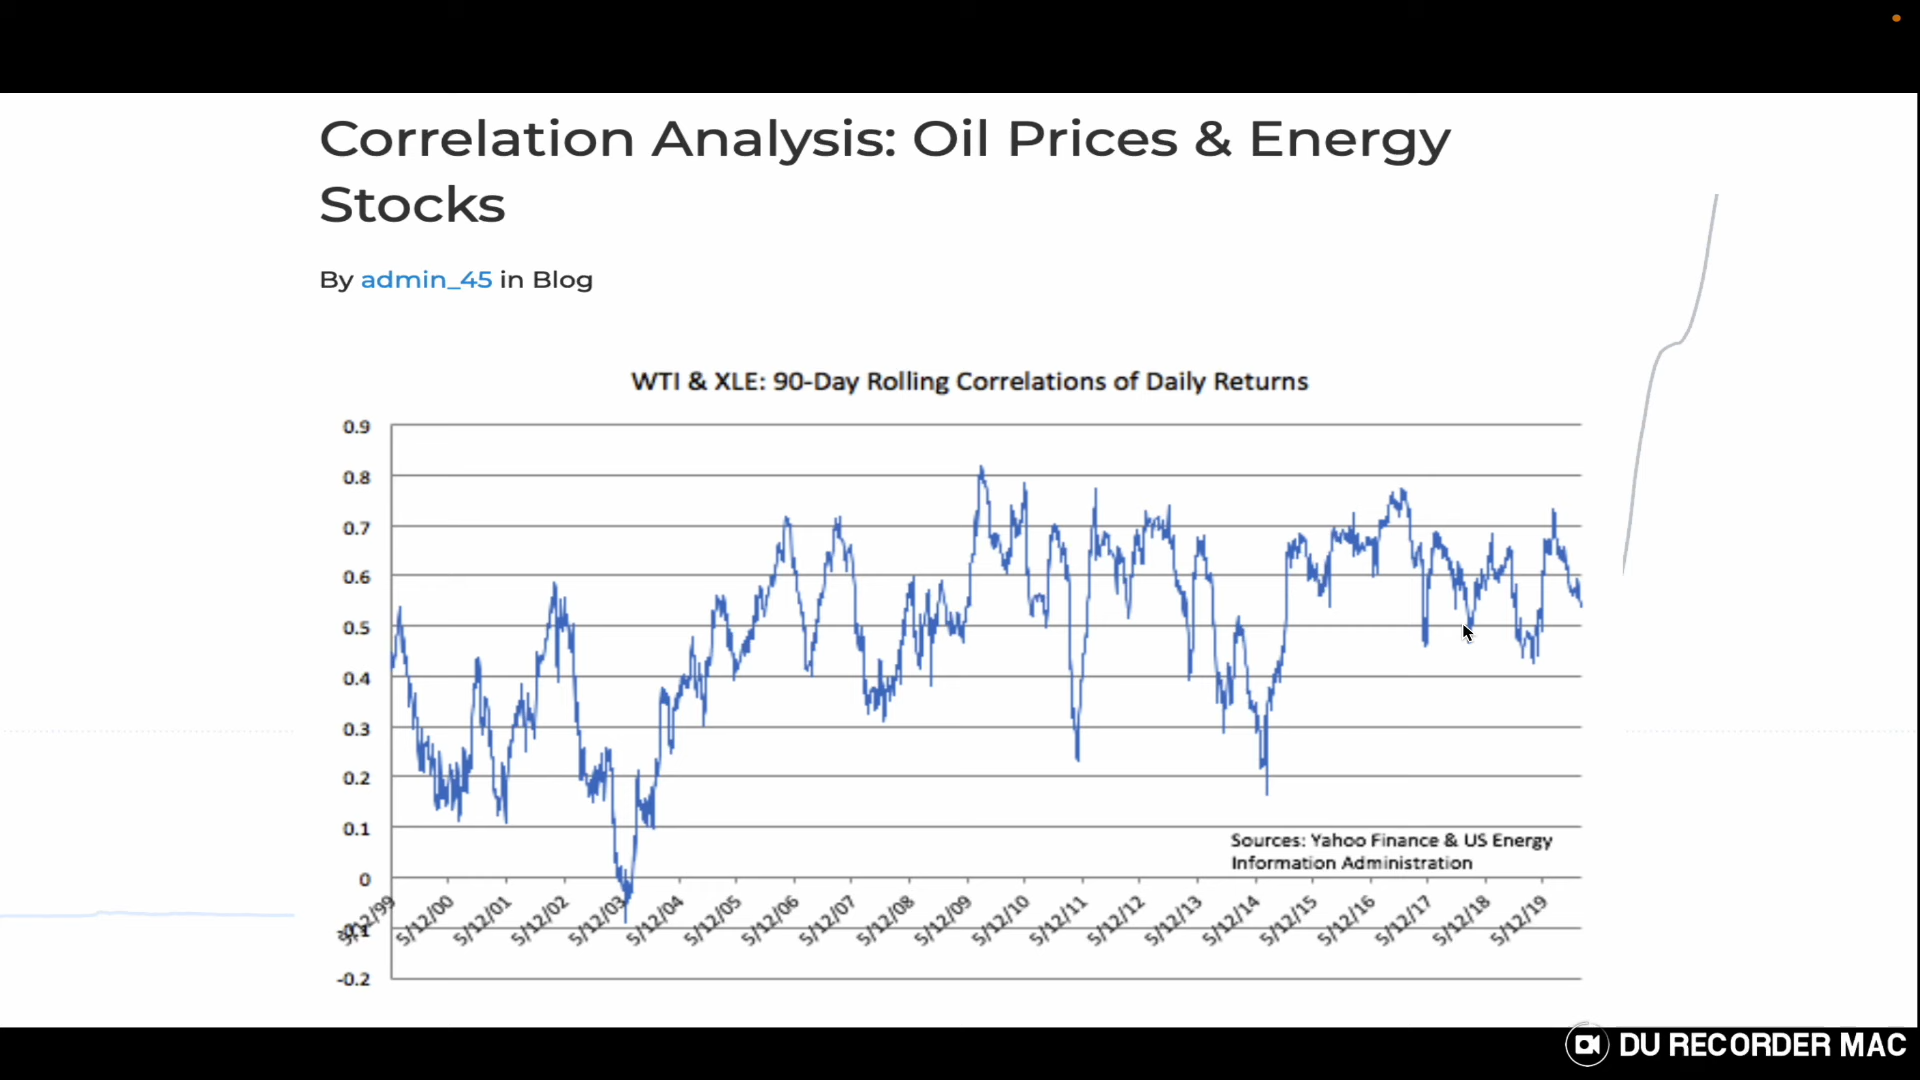 Correlation Analysis: Oil Prices & Energy
Stocks
By admin_45 in Blog
WTI & XLE: 90-Day Rolling Correlations of Daily Returns
0.9
0.8
0.7
0.6
0.5
0.4
0.3
0.2
0.1
0
-0.1
-0.2
Sources: Yahoo Finance & US Energy
Information Administration
5/12/99 5/12/00 5/12/01 5/12/02 5/12/03 5/12/04 5/12/05 5/12/06 5/12/07 5/12/08 5/12/09 5/12/10 5/12/11 5/12/12 5/12/13 5/12/14 5/12/15 5/12/16 5/12/17 5/12/18 5/12/19
DU RECORDER MAC